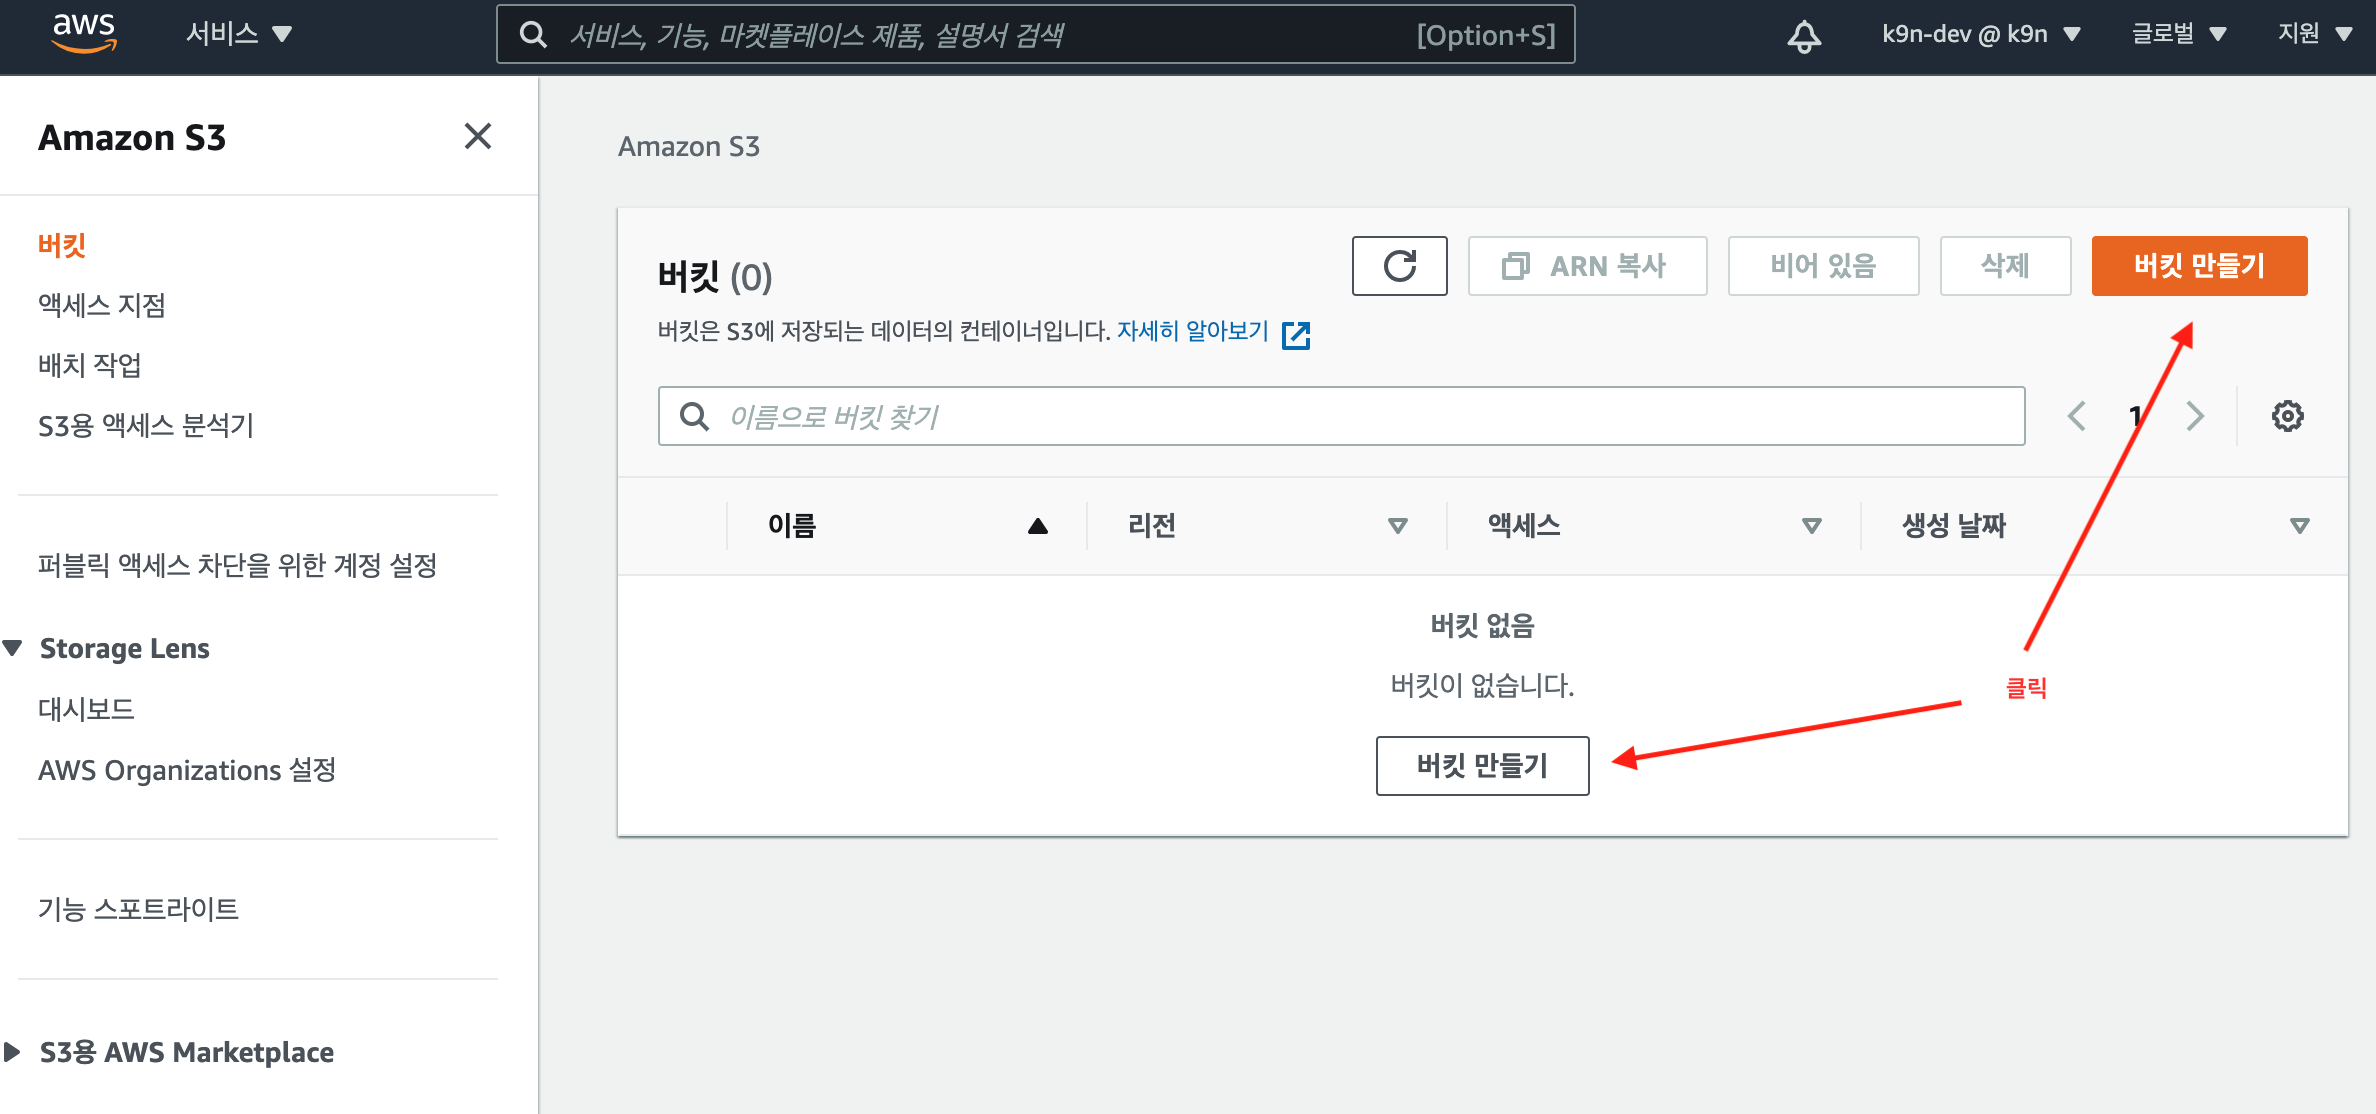 aws
서비스
서비스, 기능, 마켓플레이스 제품, 설명서 검색
[Option+S]
k9n-dev @ k9n
글로벌
지원
Amazon S3
버킷
액세스 지점
배치 작업
S3용 액세스 분석기
퍼블릭 액세스 차단을 위한 계정 설정
Storage Lens
대시보드
AWS Organizations 설정
기능 스포트라이트
S3용 AWS Marketplace
Amazon S3
버킷 (0)
ARN 복사
비어 있음
삭제
버킷 만들기
버킷은 S3에 저장되는 데이터의 컨테이너입니다. 자세히 알아보기
이름으로 버킷 찾기
1
이름
리전
액세스
생성 날짜
버킷 없음
버킷이 없습니다.
클릭
버킷 만들기